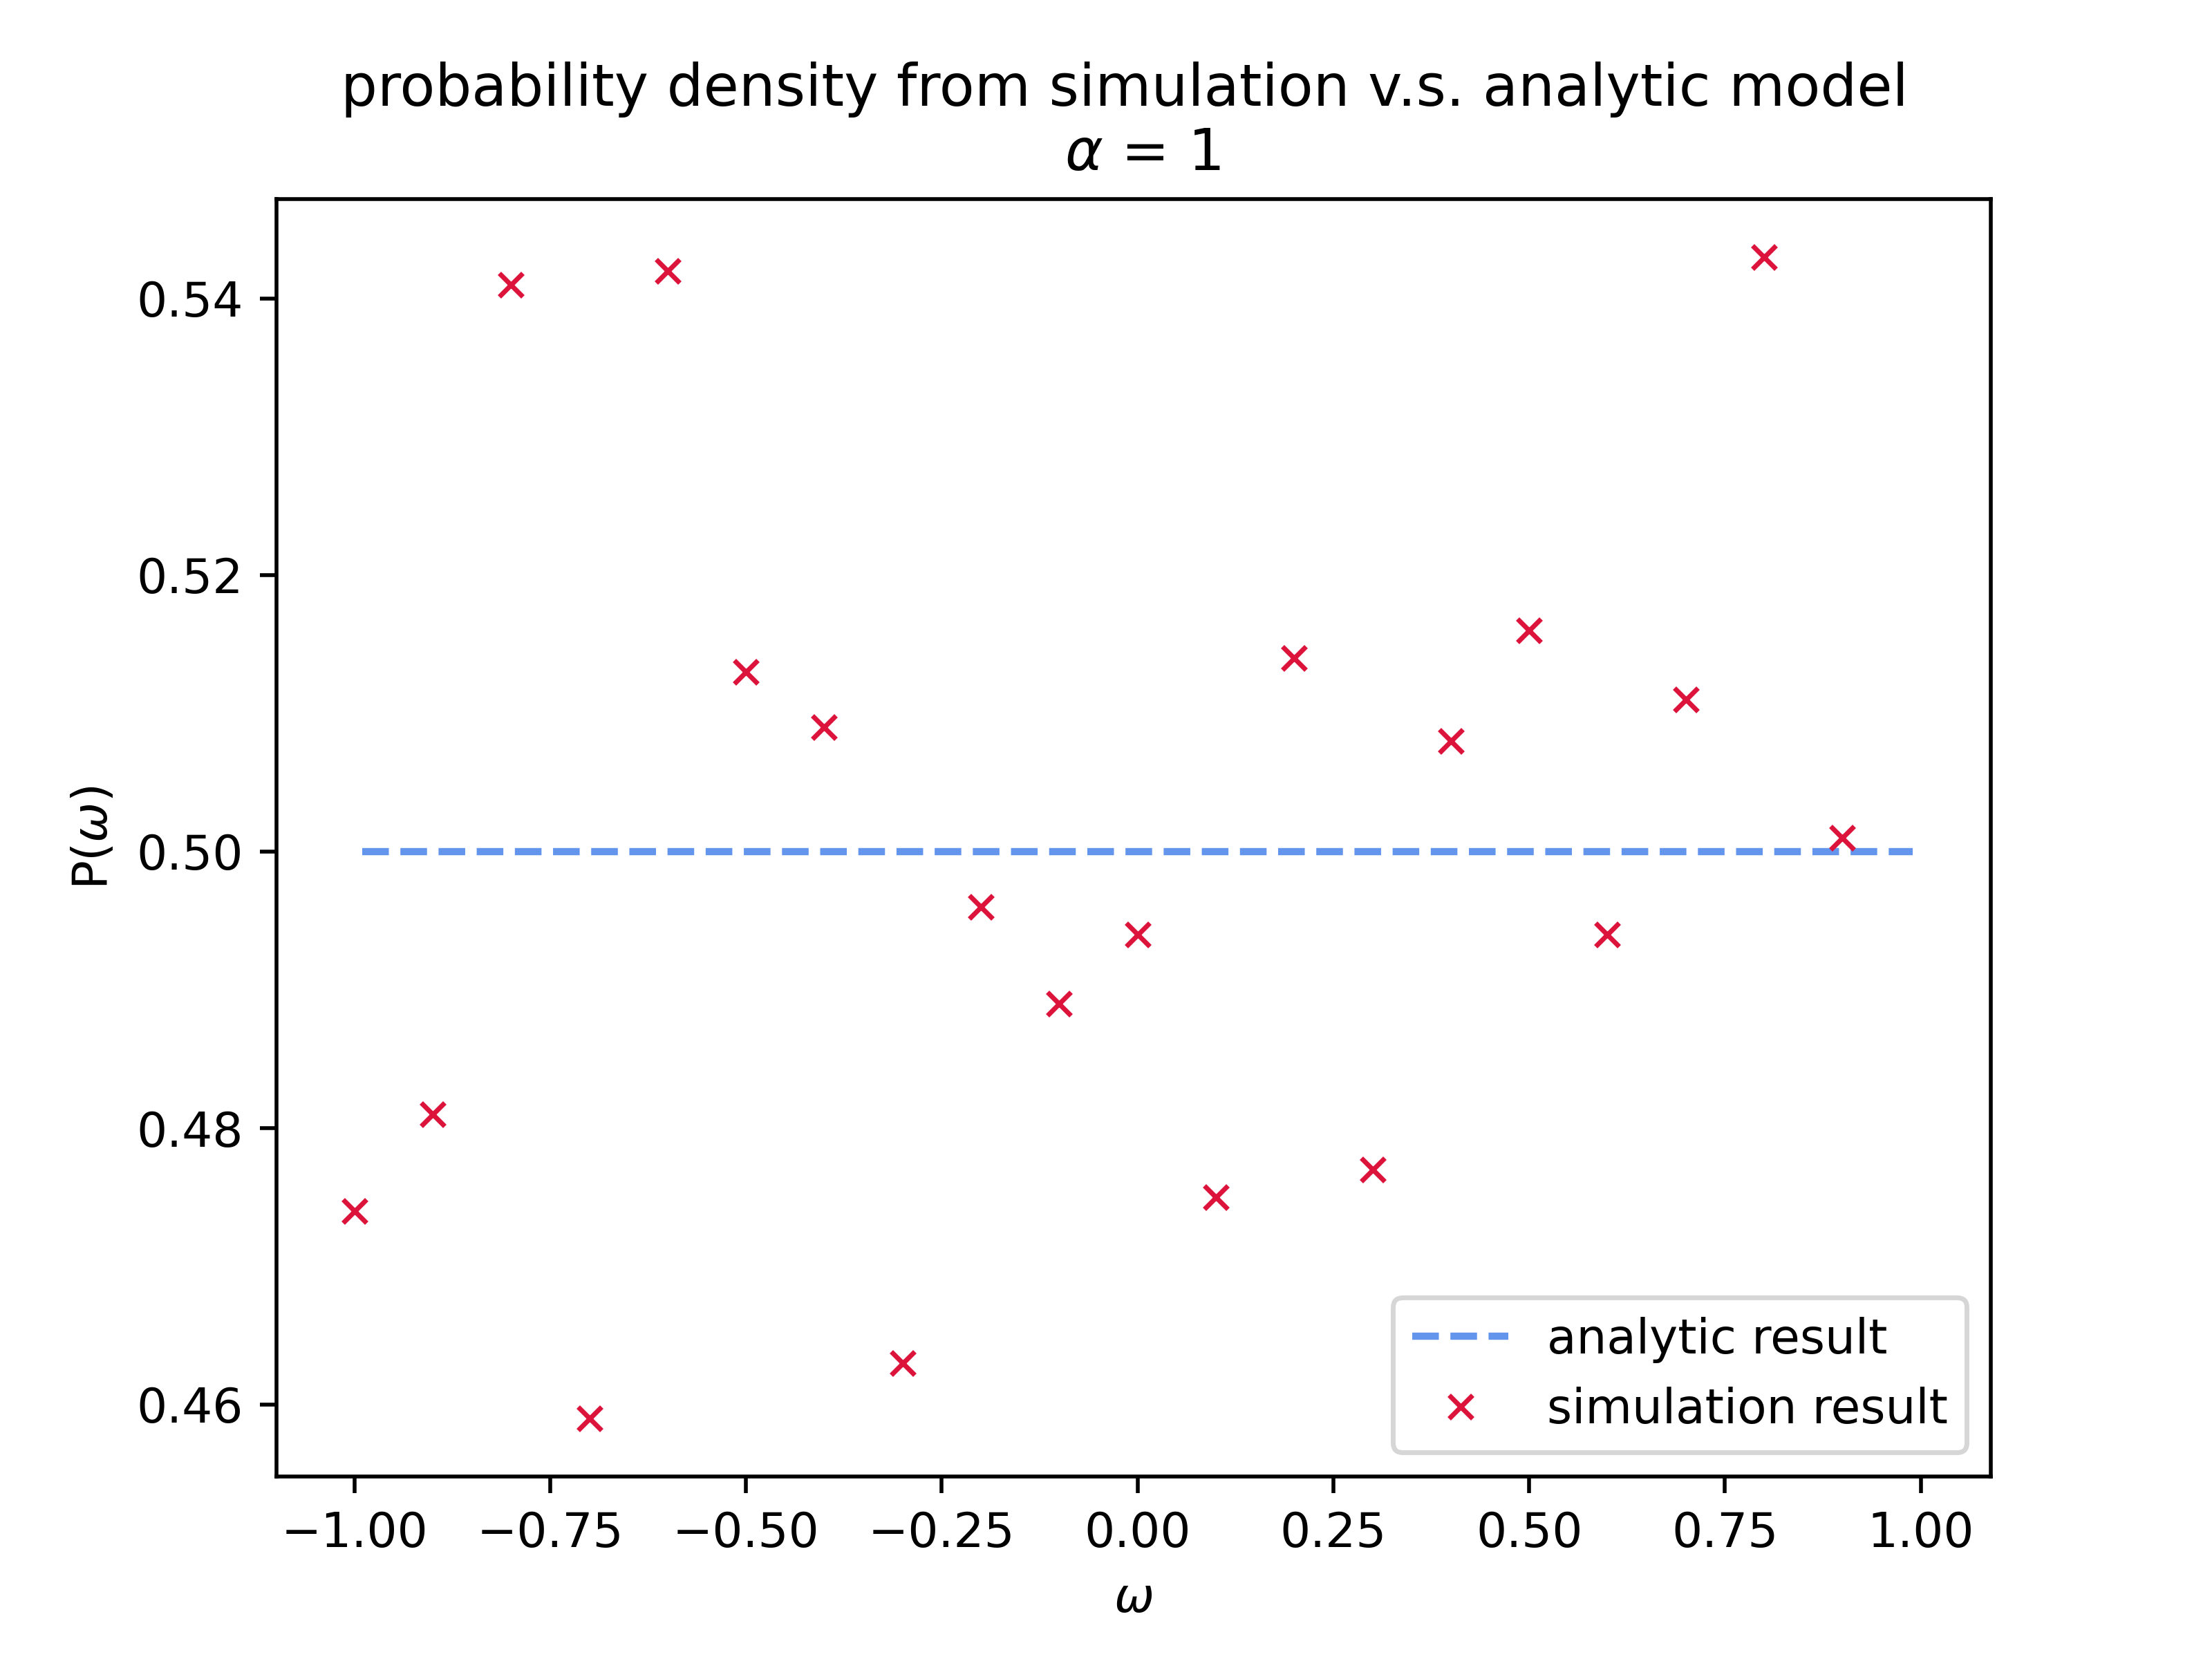 probability density from simulation v.s. analytic model
α = 1
P(ω)
0.54
0.52
0.50
0.48
0.46
−1.00 −0.75 −0.50 −0.25 0.00 0.25 0.50 0.75 1.00
ω
analytic result
simulation result